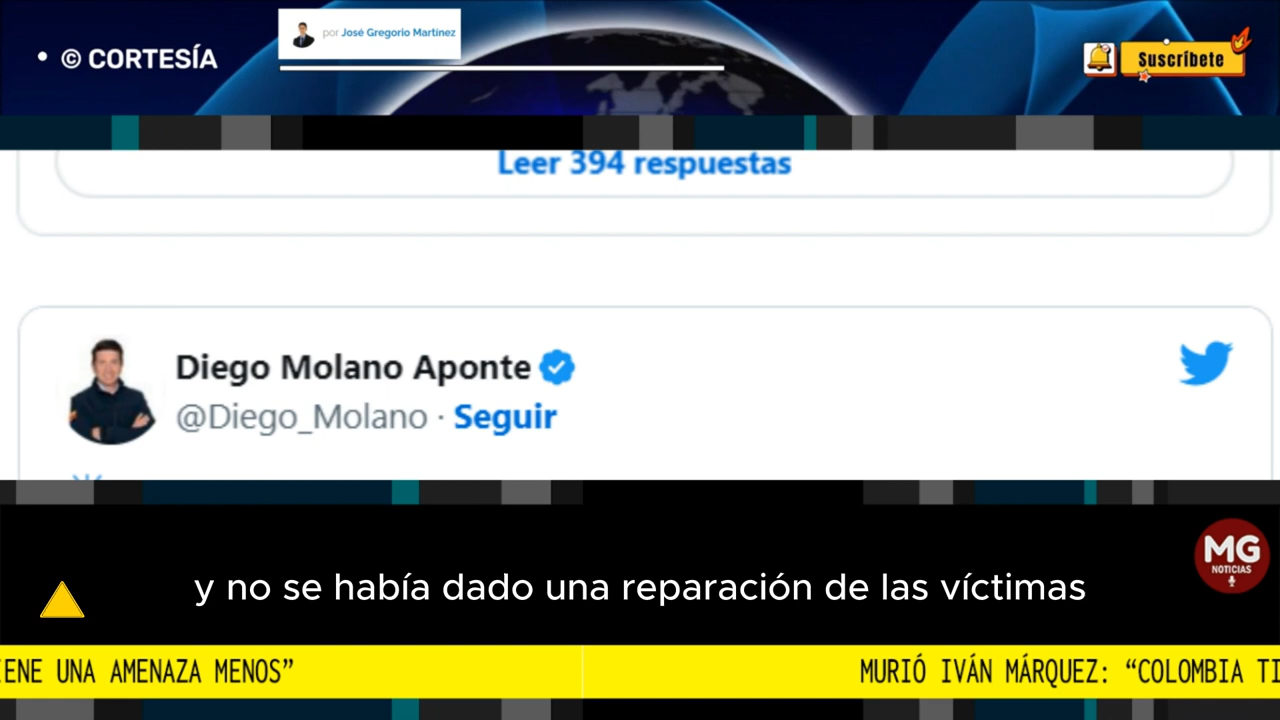 © CORTESÍA
por José Gregorio Martínez
Suscríbete
Leer 394 respuestas
Diego Molano Aponte
@Diego_Molano · Seguir
MG
NOTICIAS
y no se había dado una reparación de las víctimas
ENE UNA AMENAZA MENOS” MURIÓ IVÁN MÁRQUEZ: “COLOMBIA TI